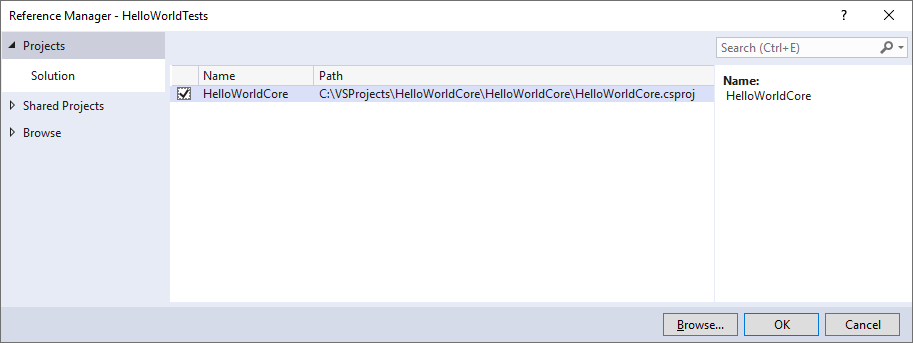 Reference Manager - HelloWorldTests
Projects
Solution
Shared Projects
Browse
Search (Ctrl+E)
Name Path
HelloWorldCore C:\VSProjects\HelloWorldCore\HelloWorldCore\HelloWorldCore.csproj
Name:
HelloWorldCore
Browse... OK Cancel